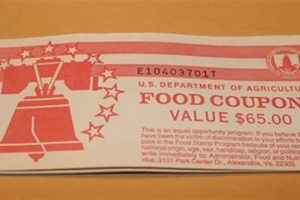 E10403701T
U.S. DEPARTMENT OF AGRICULTURE
FOOD COUPON
VALUE $65.00
This is an equal opportunity program. If you believe
have been the victim of discrimination in your efforts
pate in the Food Stamp Program because of your race
national origin, age, sex, handicap, religion, or political
write immediately to: Administrator, Food and Nutri
vice, 3101 Park Center Dr., Alexandria, Va. 22302.